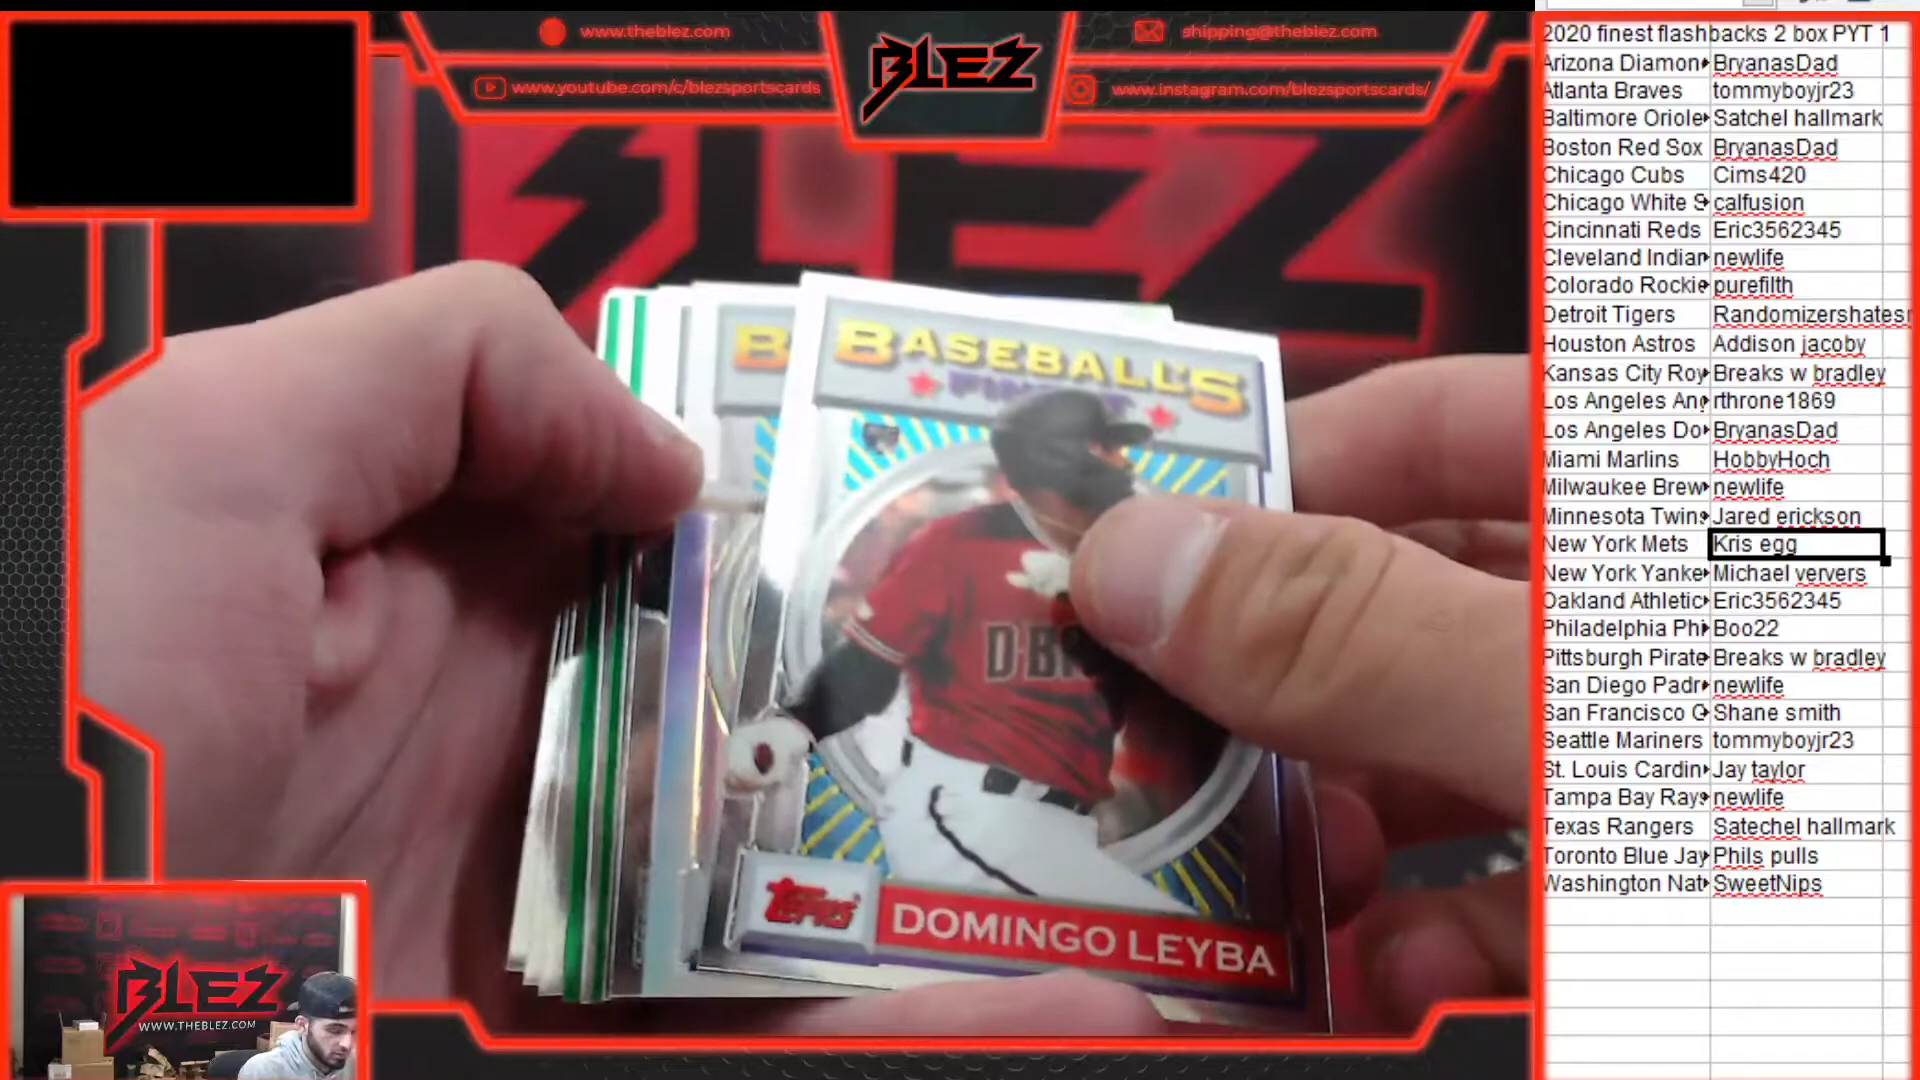 www.theblez.com
shipping@theblez.com
BLEZ
www.youtube.com/c/blezsportscards
www.instagram.com/blezsportscards/
BLEZ
BASEBALL'S
FINEST
B
D-BA
Topps
DOMINGO LEYBA
BLEZ
WWW.THEBLEZ.COM
2020 finest flashbacks 2 box PYT 1
Arizona Diamon BryanasDad
Atlanta Braves tommyboyjr23
Baltimore Oriole Satchel hallmark
Boston Red Sox BryanasDad
Chicago Cubs Cims420
Chicago White S calfusion
Cincinnati Reds Eric3562345
Cleveland Indian newlife
Colorado Rockie purefilth
Detroit Tigers Randomizershatesm
Houston Astros Addison jacoby
Kansas City Roy Breaks w bradley
Los Angeles Ang rthrone1869
Los Angeles Do BryanasDad
Miami Marlins HobbyHoch
Milwaukee Brew newlife
Minnesota Twins Jared erickson
New York Mets Kris egg
New York Yanke Michael ververs
Oakland Athletic Eric3562345
Philadelphia Phi Boo22
Pittsburgh Pirate Breaks w bradley
San Diego Padr newlife
San Francisco G Shane smith
Seattle Mariners tommyboyjr23
St. Louis Cardin Jay taylor
Tampa Bay Rays newlife
Texas Rangers Satechel hallmark
Toronto Blue Jay Phils pulls
Washington Nat SweetNips